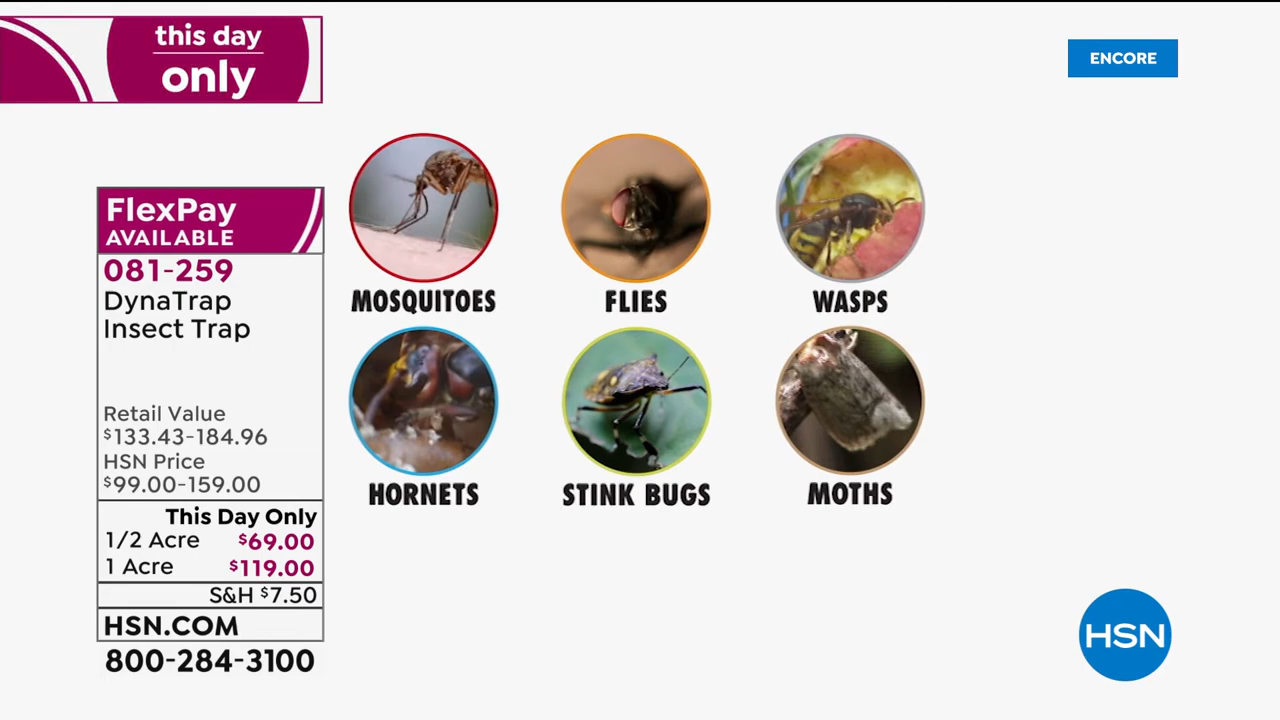 this day
only
ENCORE
FlexPay
AVAILABLE
081-259
DynaTrap
Insect Trap
Retail Value
$133.43-184.96
HSN Price
$99.00-159.00
This Day Only
1/2 Acre $69.00
1 Acre $119.00
S&H $7.50
HSN.COM
800-284-3100
MOSQUITOES
FLIES
WASPS
HORNETS
STINK BUGS
MOTHS
HSN